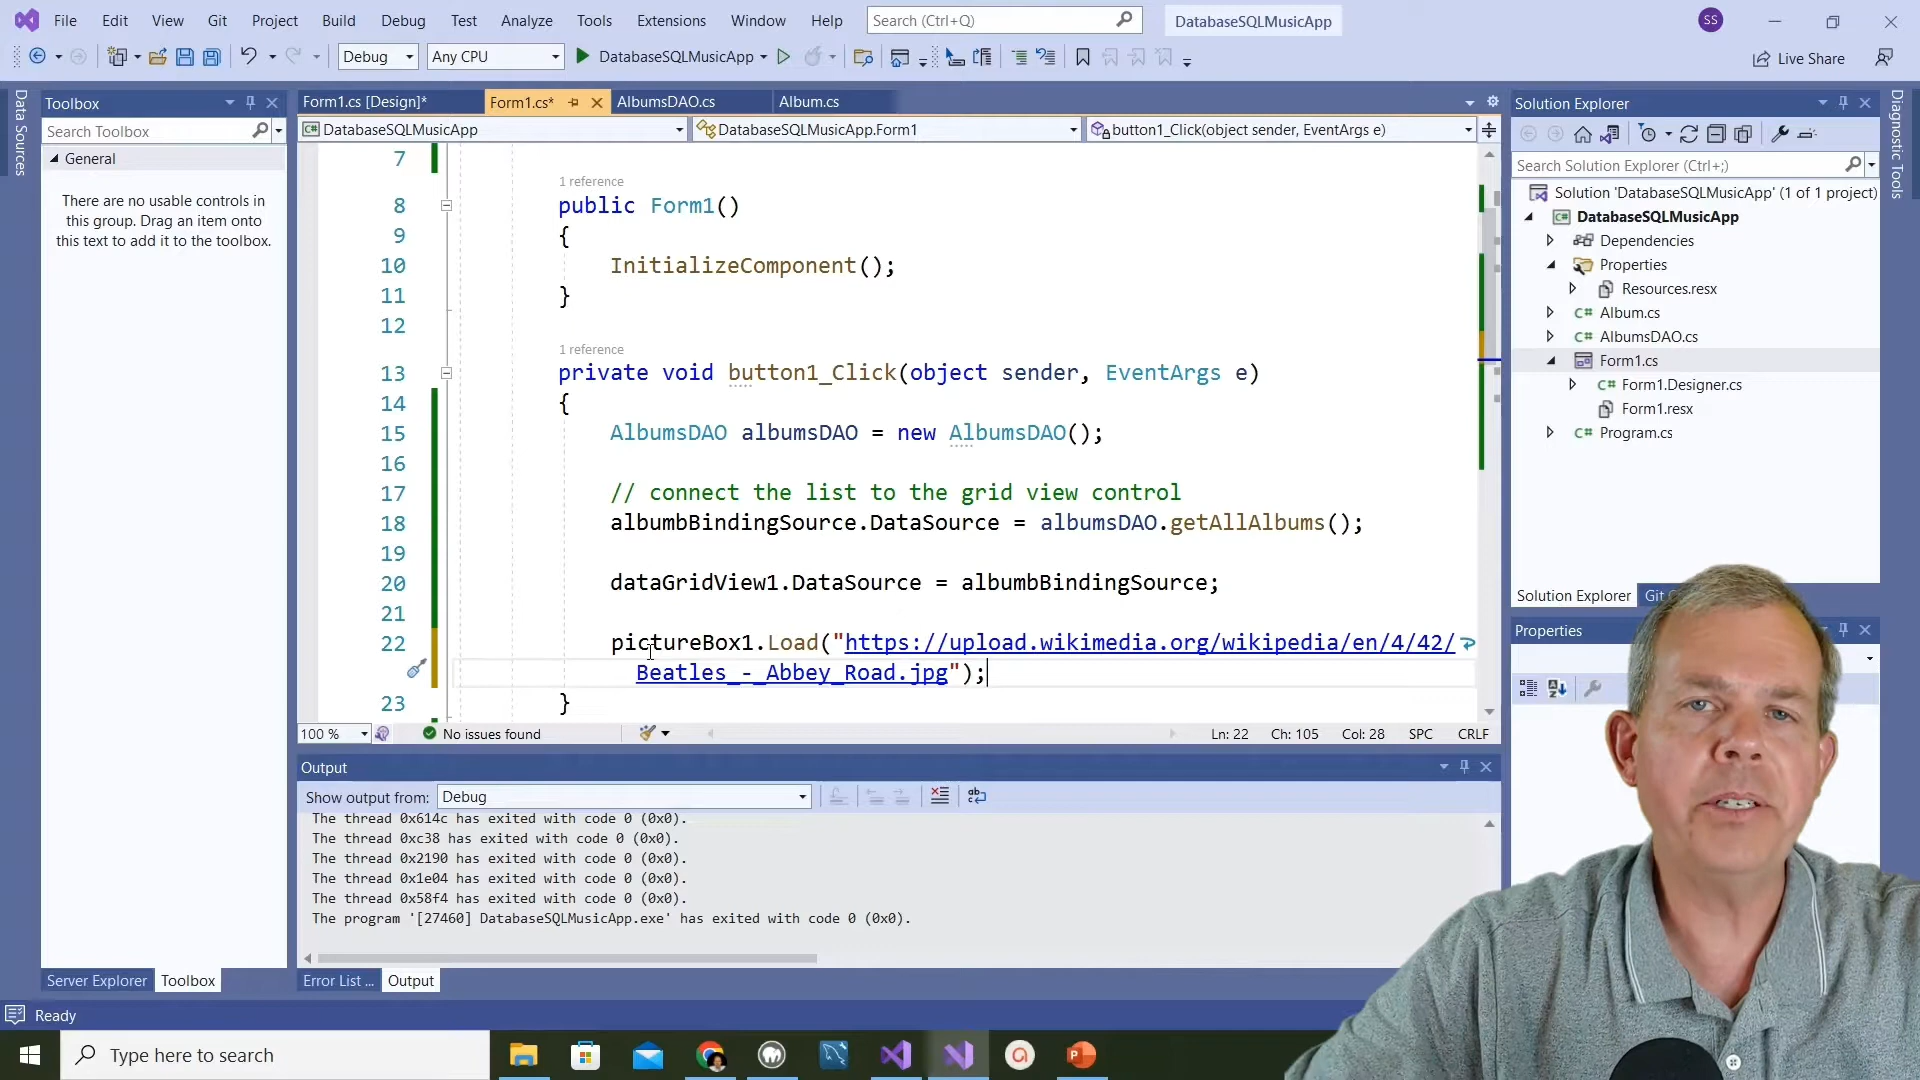 File Edit View Git Project Build Debug Test Analyze Tools Extensions Window Help Search (Ctrl+Q) DatabaseSQLMusicApp SS
Debug Any CPU DatabaseSQLMusicApp Live Share
Data Sources
Toolbox
Search Toolbox
General
There are no usable controls in
this group. Drag an item onto
this text to add it to the toolbox.
Server Explorer Toolbox
Form1.cs [Design]* Form1.cs* AlbumsDAO.cs Album.cs
DatabaseSQLMusicApp DatabaseSQLMusicApp.Form1 button1_Click(object sender, EventArgs e)
7
1 reference
8 public Form1()
9 {
10 InitializeComponent();
11 }
12
1 reference
13 private void button1_Click(object sender, EventArgs e)
14 {
15 AlbumsDAO albumsDAO = new AlbumsDAO();
16
17 // connect the list to the grid view control
18 albumbBindingSource.DataSource = albumsDAO.getAllAlbums();
19
20 dataGridView1.DataSource = albumbBindingSource;
21
22 pictureBox1.Load("https://upload.wikimedia.org/wikipedia/en/4/42/
Beatles_-_Abbey_Road.jpg");
23 }
100 % No issues found Ln: 22 Ch: 105 Col: 28 SPC CRLF
Output
Show output from: Debug
The thread 0x614c has exited with code 0 (0x0).
The thread 0xc38 has exited with code 0 (0x0).
The thread 0x2190 has exited with code 0 (0x0).
The thread 0x1e04 has exited with code 0 (0x0).
The thread 0x58f4 has exited with code 0 (0x0).
The program '[27460] DatabaseSQLMusicApp.exe' has exited with code 0 (0x0).
Error List ... Output
Solution Explorer
Search Solution Explorer (Ctrl+;)
Solution 'DatabaseSQLMusicApp' (1 of 1 project)
C# DatabaseSQLMusicApp
Dependencies
Properties
Resources.resx
C# Album.cs
C# AlbumsDAO.cs
Form1.cs
C# Form1.Designer.cs
Form1.resx
C# Program.cs
Solution Explorer Git
Properties
Diagnostic Tools
Ready
Type here to search